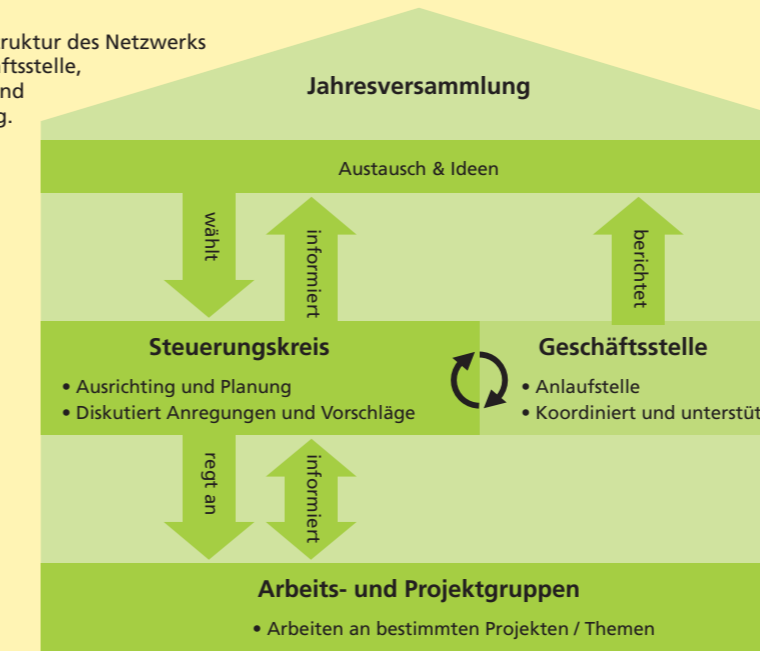 ruktur des Netzwerks
ftsstelle,
nd
g.
Jahresversammlung
Austausch & Ideen
wählt
informiert
berichtet
Steuerungskreis
• Ausrichting und Planung
• Diskutiert Anregungen und Vorschläge
Geschäftsstelle
• Anlaufstelle
• Koordiniert und unterstüt
regt an
informiert
Arbeits- und Projektgruppen
• Arbeiten an bestimmten Projekten / Themen